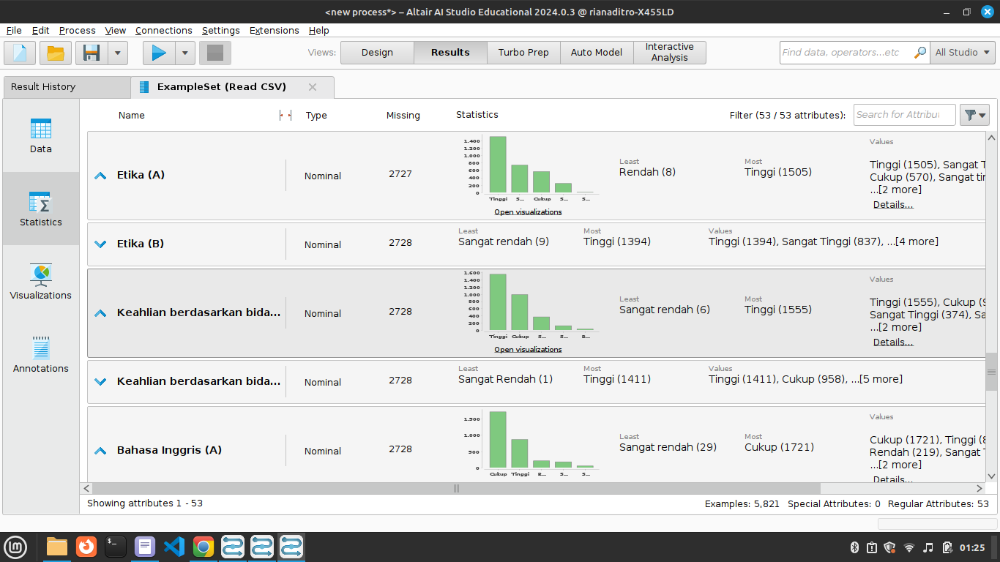 <new process*> – Altair AI Studio Educational 2024.0.3 @ rianaditro-X455LD
File Edit Process View Connections Settings Extensions Help
Views: Design Results Turbo Prep Auto Model Interactive Analysis
Find data, operators...etc All Studio
Result History ExampleSet (Read CSV)
Data
Statistics
Visualizations
Annotations
Name Type Missing Statistics Filter (53 / 53 attributes): Search for Attribut
Etika (A) Nominal 2727
1.400
1.200
1.000
800
600
400
200
0
Tinggi S... Cukup S... S...
Open visualizations
Least
Rendah (8)
Most
Tinggi (1505)
Values
Tinggi (1505), Sangat T
Cukup (570), Sangat tin
...[2 more]
Details...
Etika (B) Nominal 2728
Least
Sangat rendah (9)
Most
Tinggi (1394)
Values
Tinggi (1394), Sangat Tinggi (837), ...[4 more]
Keahlian berdasarkan bida... Nominal 2728
1.600
1.400
1.200
1.000
800
600
400
200
0
Tinggi Cukup S... S... R...
Open visualizations
Least
Sangat rendah (6)
Most
Tinggi (1555)
Values
Tinggi (1555), Cukup (9
Sangat Tinggi (374), Sa
...[2 more]
Details...
Keahlian berdasarkan bida... Nominal 2728
Least
Sangat Rendah (1)
Most
Tinggi (1411)
Values
Tinggi (1411), Cukup (958), ...[5 more]
Bahasa Inggris (A) Nominal 2728
1.500
1.000
500
0
Cukup Tinggi R... S... S...
Least
Sangat rendah (29)
Most
Cukup (1721)
Values
Cukup (1721), Tinggi (8
Rendah (219), Sangat T
...[2 more]
Details...
Showing attributes 1 - 53
Examples: 5,821 Special Attributes: 0 Regular Attributes: 53
01:25